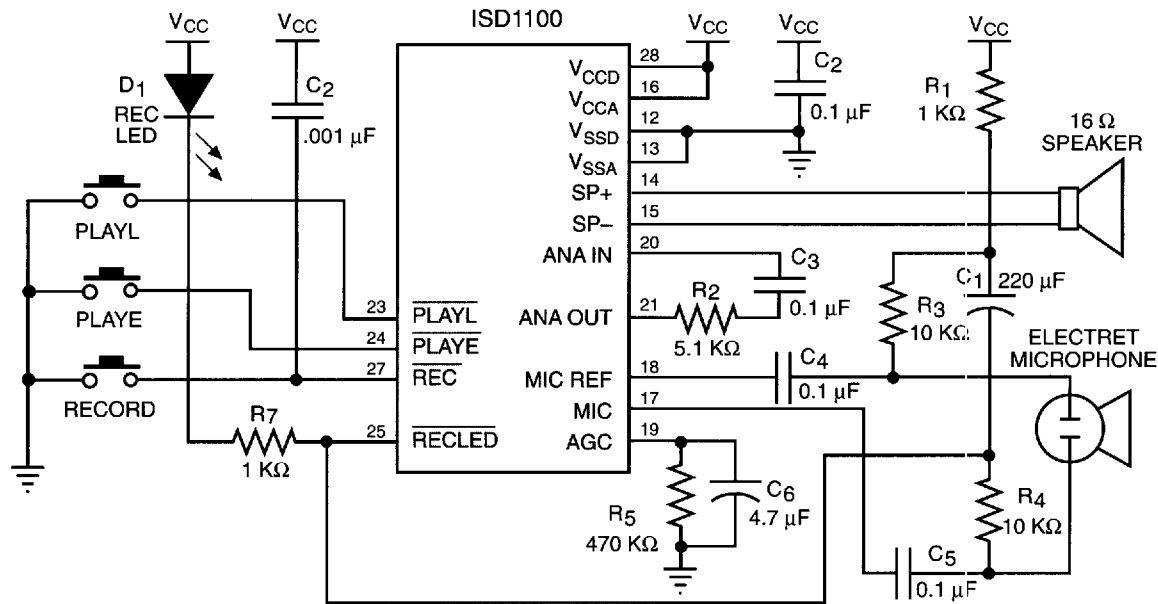 ISD1100
VCC
VCC
VCC
VCC
VCC
D1
REC
LED
C2
.001 µF
28
VCCD
16
VCCA
12
VSSD
13
VSSA
14
SP+
15
SP–
20
ANA IN
21
ANA OUT
18
MIC REF
17
MIC
19
AGC
C2
0.1 µF
R1
1 KΩ
16 Ω
SPEAKER
PLAYL
PLAYE
RECORD
23
PLAYL
24
PLAYE
27
REC
25
RECLED
R7
1 KΩ
C3
0.1 µF
R2
5.1 KΩ
R3
10 KΩ
C1
220 µF
C4
0.1 µF
ELECTRET
MICROPHONE
R5
470 KΩ
C6
4.7 µF
R4
10 KΩ
C5
0.1 µF